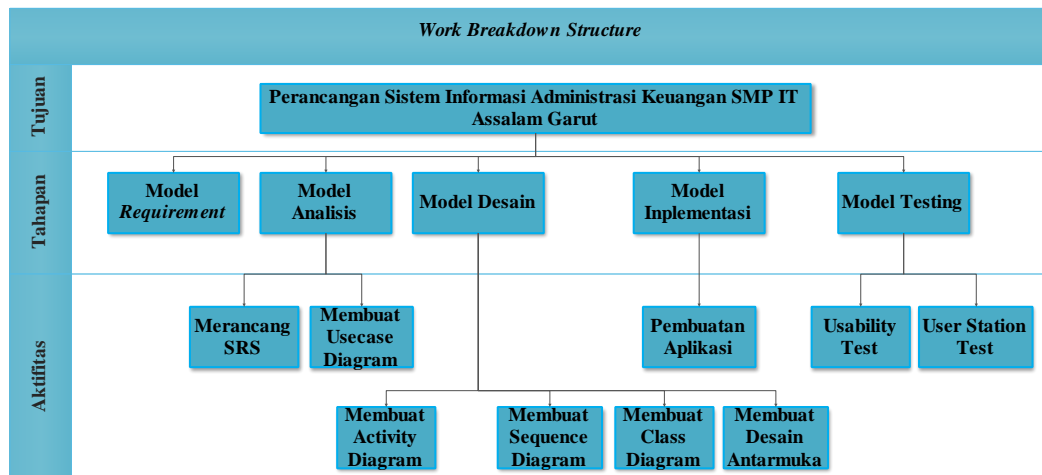 Work Breakdown Structure
Tujuan
Perancangan Sistem Informasi Administrasi Keuangan SMP IT
Assalam Garut
Tahapan
Model
Requirement
Model
Analisis
Model Desain
Model
Inplementasi
Model Testing
Aktifitas
Merancang
SRS
Membuat
Usecase
Diagram
Pembuatan
Aplikasi
Usability
Test
User Station
Test
Membuat
Activity
Diagram
Membuat
Sequence
Diagram
Membuat
Class
Diagram
Membuat
Desain
Antarmuka